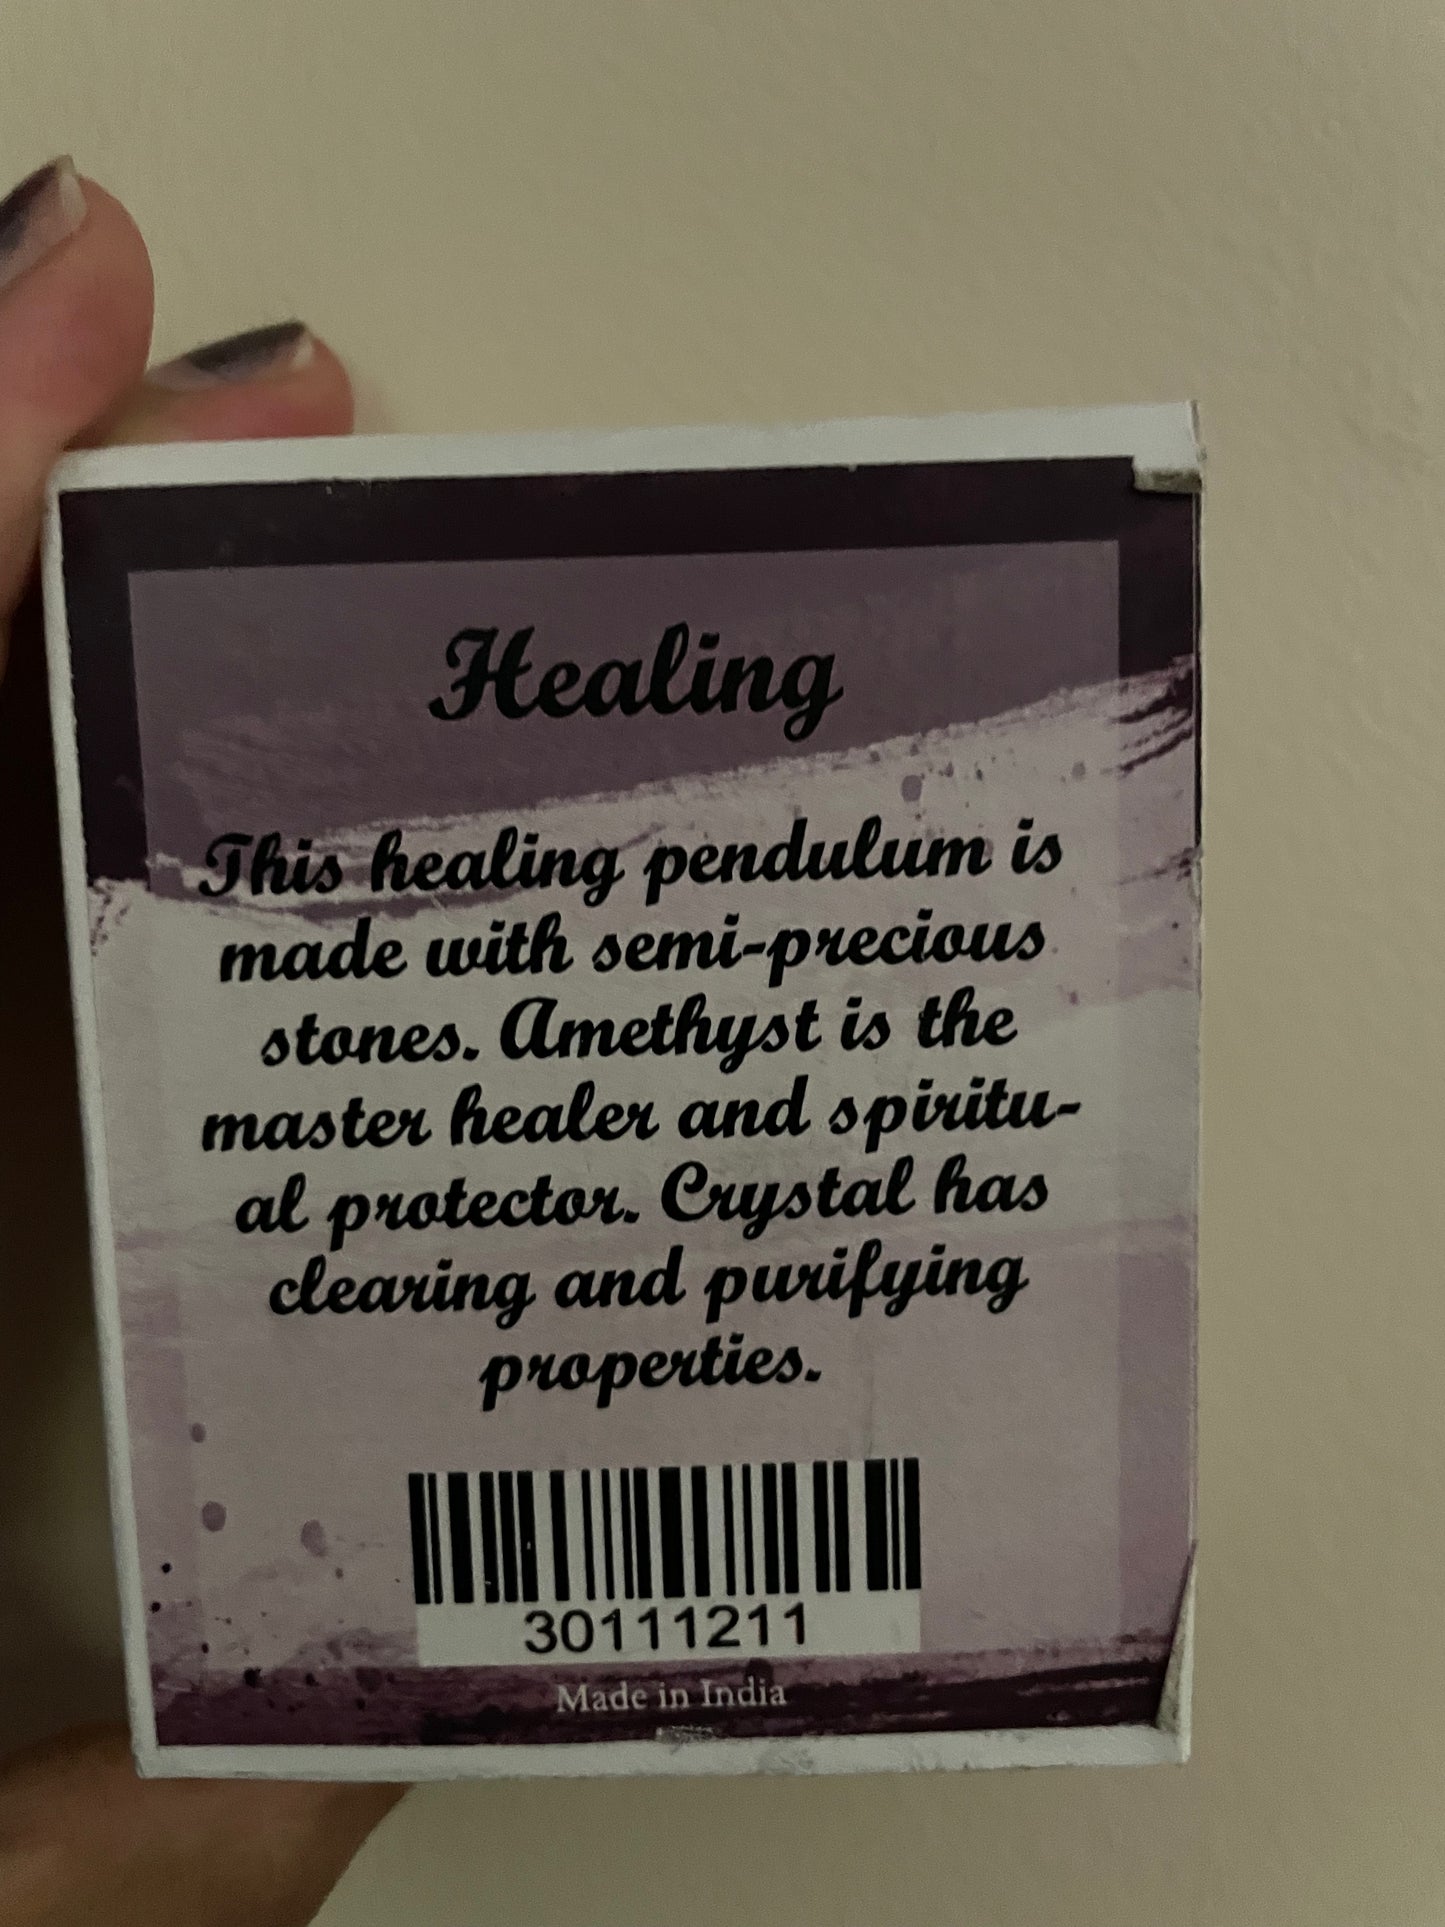 Healing
This healing pendulum is
made with semi-precious
stones. Amethyst is the
master healer and spiritu-
al protector. Crystal has
clearing and purifying
properties.
30111211
Made in India